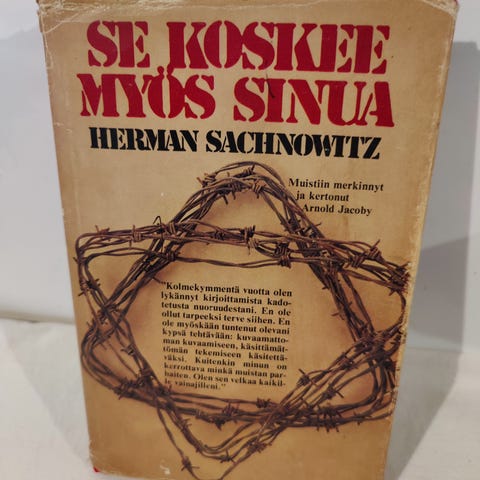 SE KOSKEE
MYÖS SINUA
HERMAN SACHNOWITZ
Muistiin merkinnyt
ja kertonut
Arnold Jacoby
"Kolmekymmentä vuotta olen
lykännyt kirjoittamista kado-
tetusta nuoruudestani. En ole
ollut tarpeeksi terve siihen. En
ole myöskään tuntenut olevani
kypsä tehtävään: kuvaamatto-
man kuvaamiseen, käsittämät-
tömän tekemiseen käsitettä-
väksi. Kuitenkin minun on
kerrottava minkä muistan par-
haiten. Olen sen velkaa kaikil-
le vainajilleni."